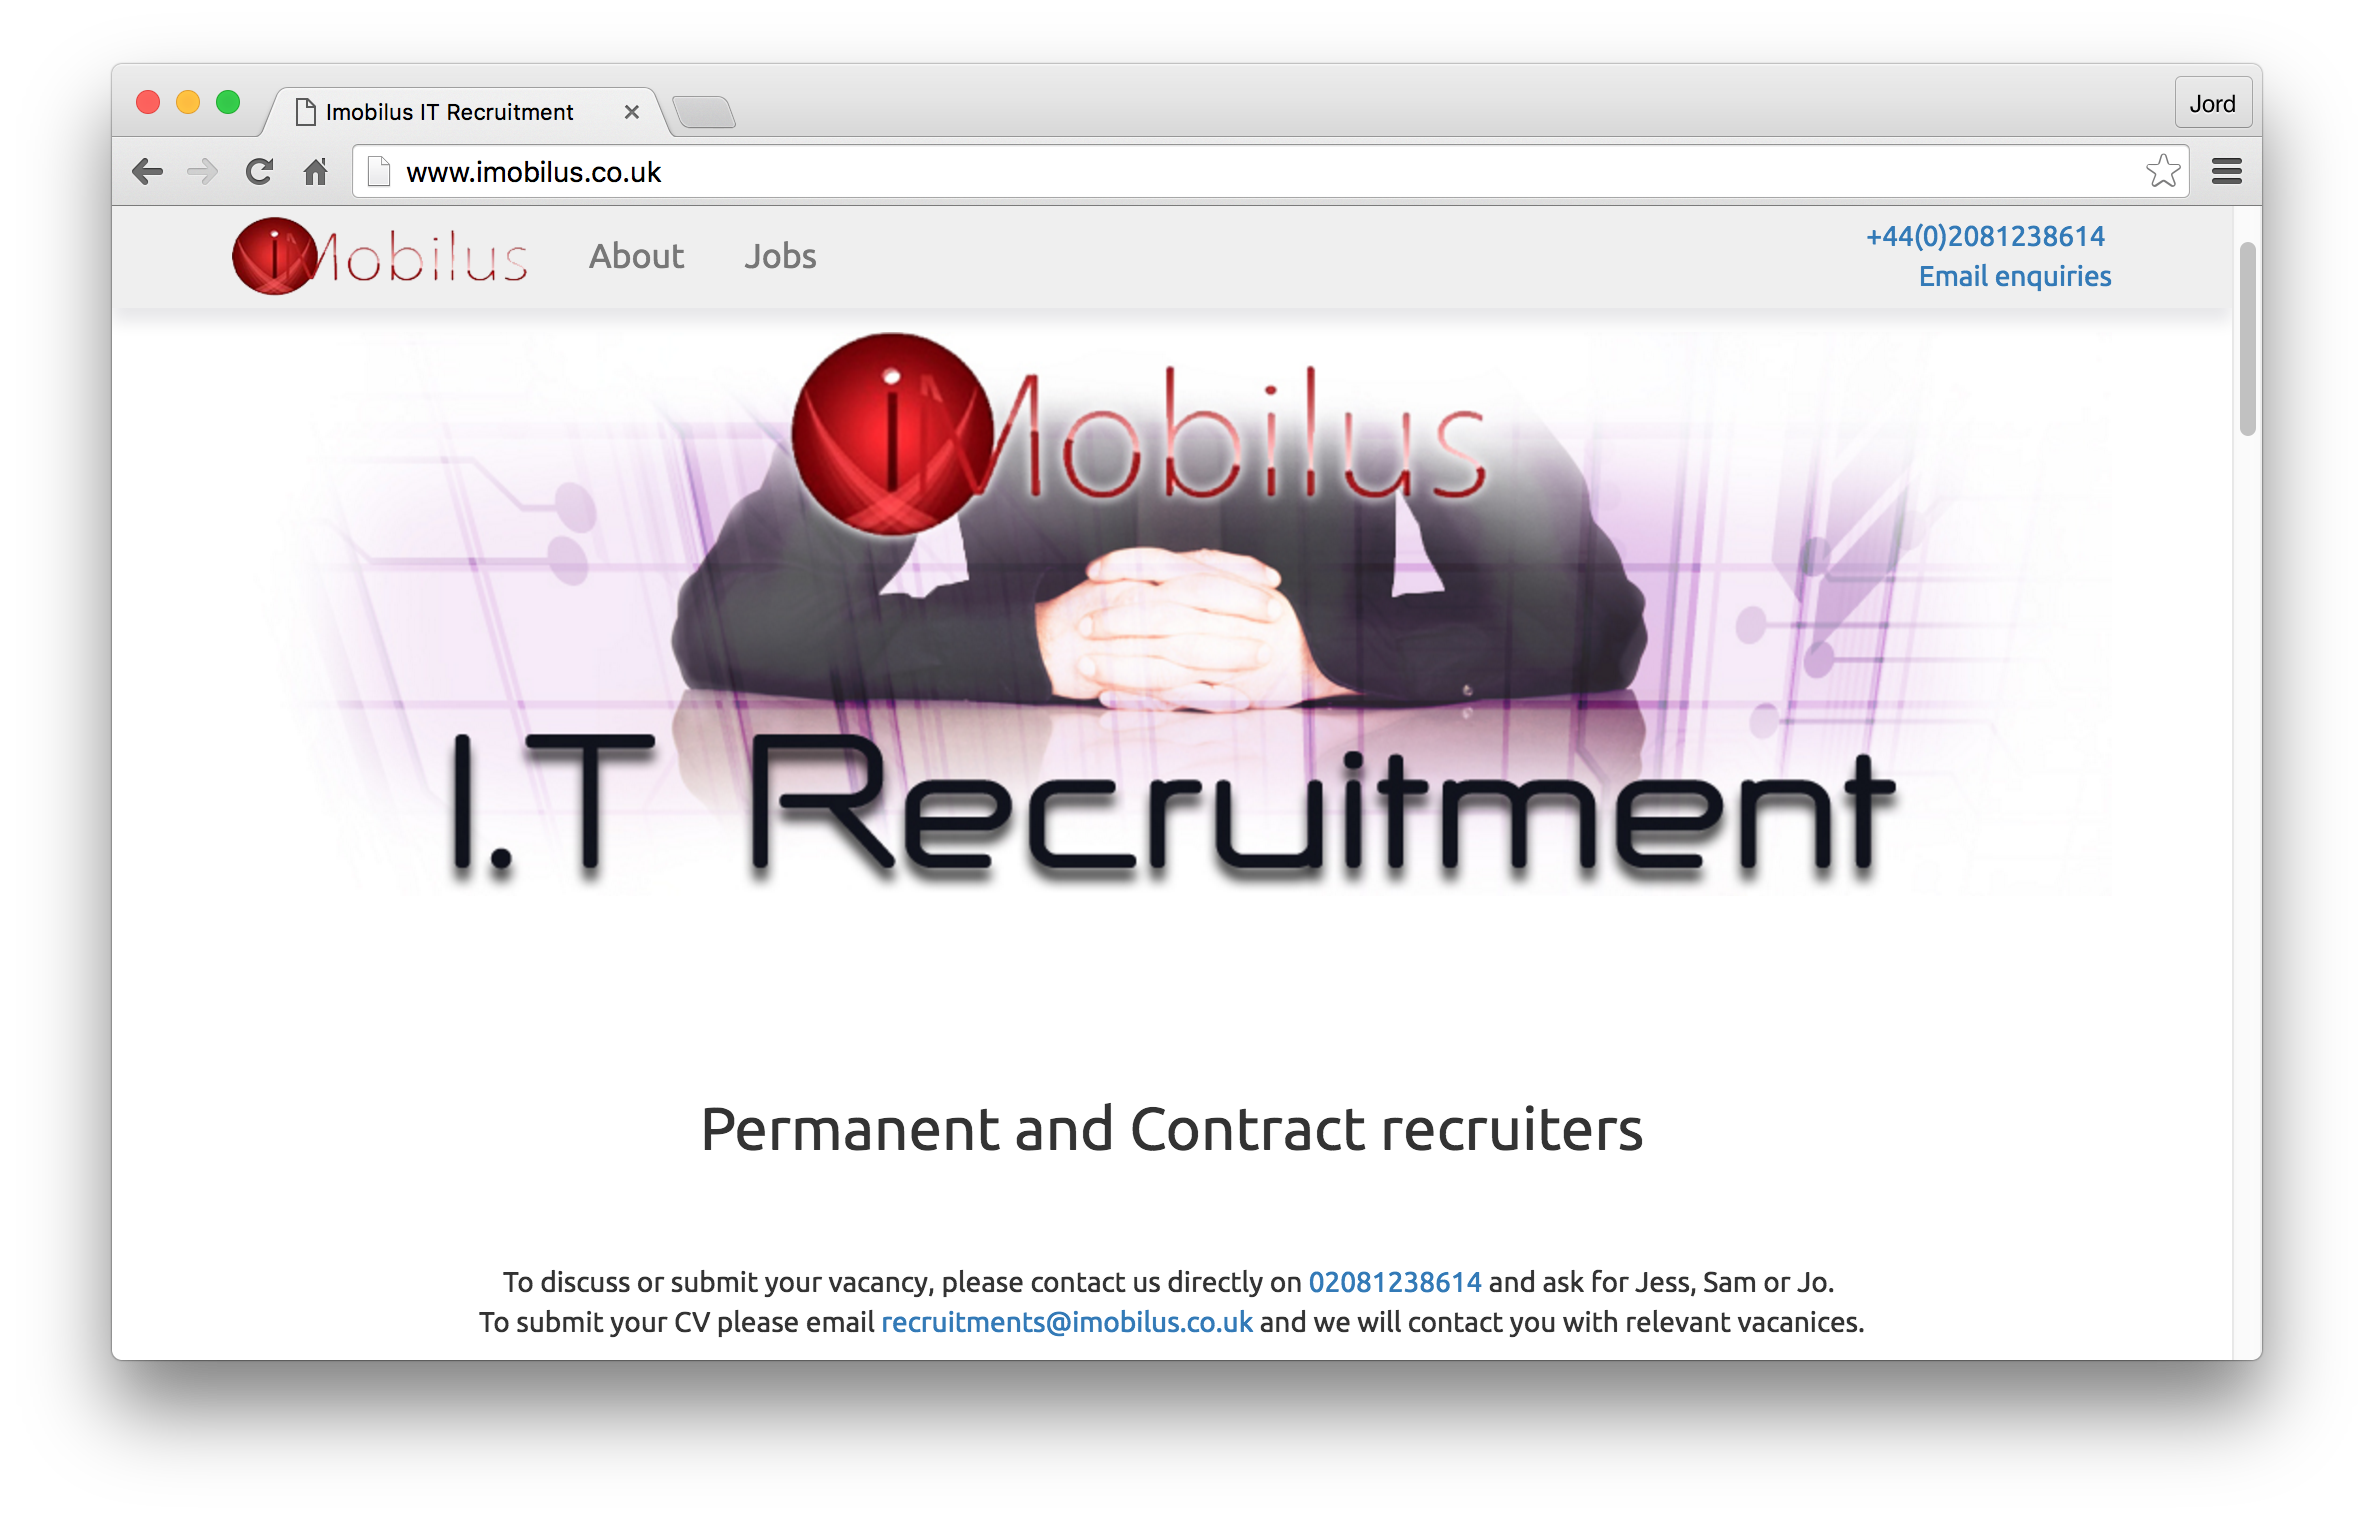 Imobilus IT Recruitment
Jord
www.imobilus.co.uk
iMobilus
About
Jobs
+44(0)2081238614
Email enquiries
iMobilus
I.T Recruitment
Permanent and Contract recruiters
To discuss or submit your vacancy, please contact us directly on 02081238614 and ask for Jess, Sam or Jo.
To submit your CV please email recruitments@imobilus.co.uk and we will contact you with relevant vacanices.